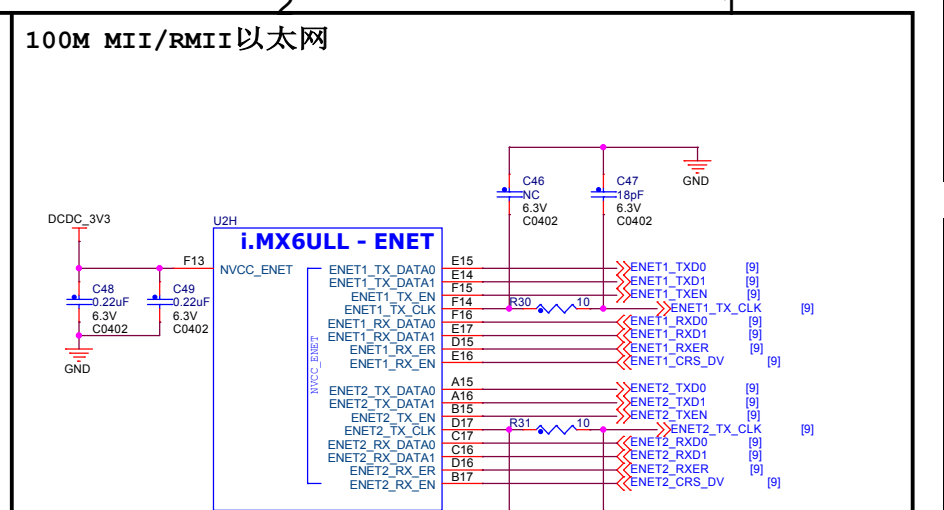 100M MII/RMII以太网
C46
NC
6.3V
C0402
C47
18pF
6.3V
C0402
GND
DCDC_3V3
U2H
i.MX6ULL - ENET
F13
NVCC_ENET
C48
0.22uF
6.3V
C0402
C49
0.22uF
6.3V
C0402
GND
NVCC_ENET
ENET1_TX_DATA0 E15 ENET1_TXD0 [9]
ENET1_TX_DATA1 E14 ENET1_TXD1 [9]
ENET1_TX_EN F15 ENET1_TXEN [9]
ENET1_TX_CLK F14 R30 10 ENET1_TX_CLK [9]
ENET1_RX_DATA0 F16 ENET1_RXD0 [9]
ENET1_RX_DATA1 E17 ENET1_RXD1 [9]
ENET1_RX_ER D15 ENET1_RXER [9]
ENET1_RX_EN E16 ENET1_CRS_DV [9]
ENET2_TX_DATA0 A15 ENET2_TXD0 [9]
ENET2_TX_DATA1 A16 ENET2_TXD1 [9]
ENET2_TX_EN B15 ENET2_TXEN [9]
ENET2_TX_CLK D17 R31 10 ENET2_TX_CLK [9]
ENET2_RX_DATA0 C17 ENET2_RXD0 [9]
ENET2_RX_DATA1 C16 ENET2_RXD1 [9]
ENET2_RX_ER D16 ENET2_RXER [9]
ENET2_RX_EN B17 ENET2_CRS_DV [9]